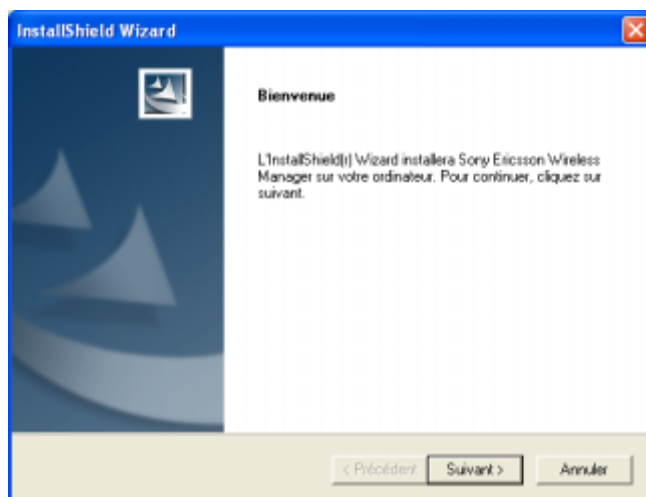 InstallShield Wizard
Bienvenue
L'InstallShield(r) Wizard installera Sony Ericsson Wireless
Manager sur votre ordinateur. Pour continuer, cliquez sur
suivant.
< Précédent Suivant > Annuler